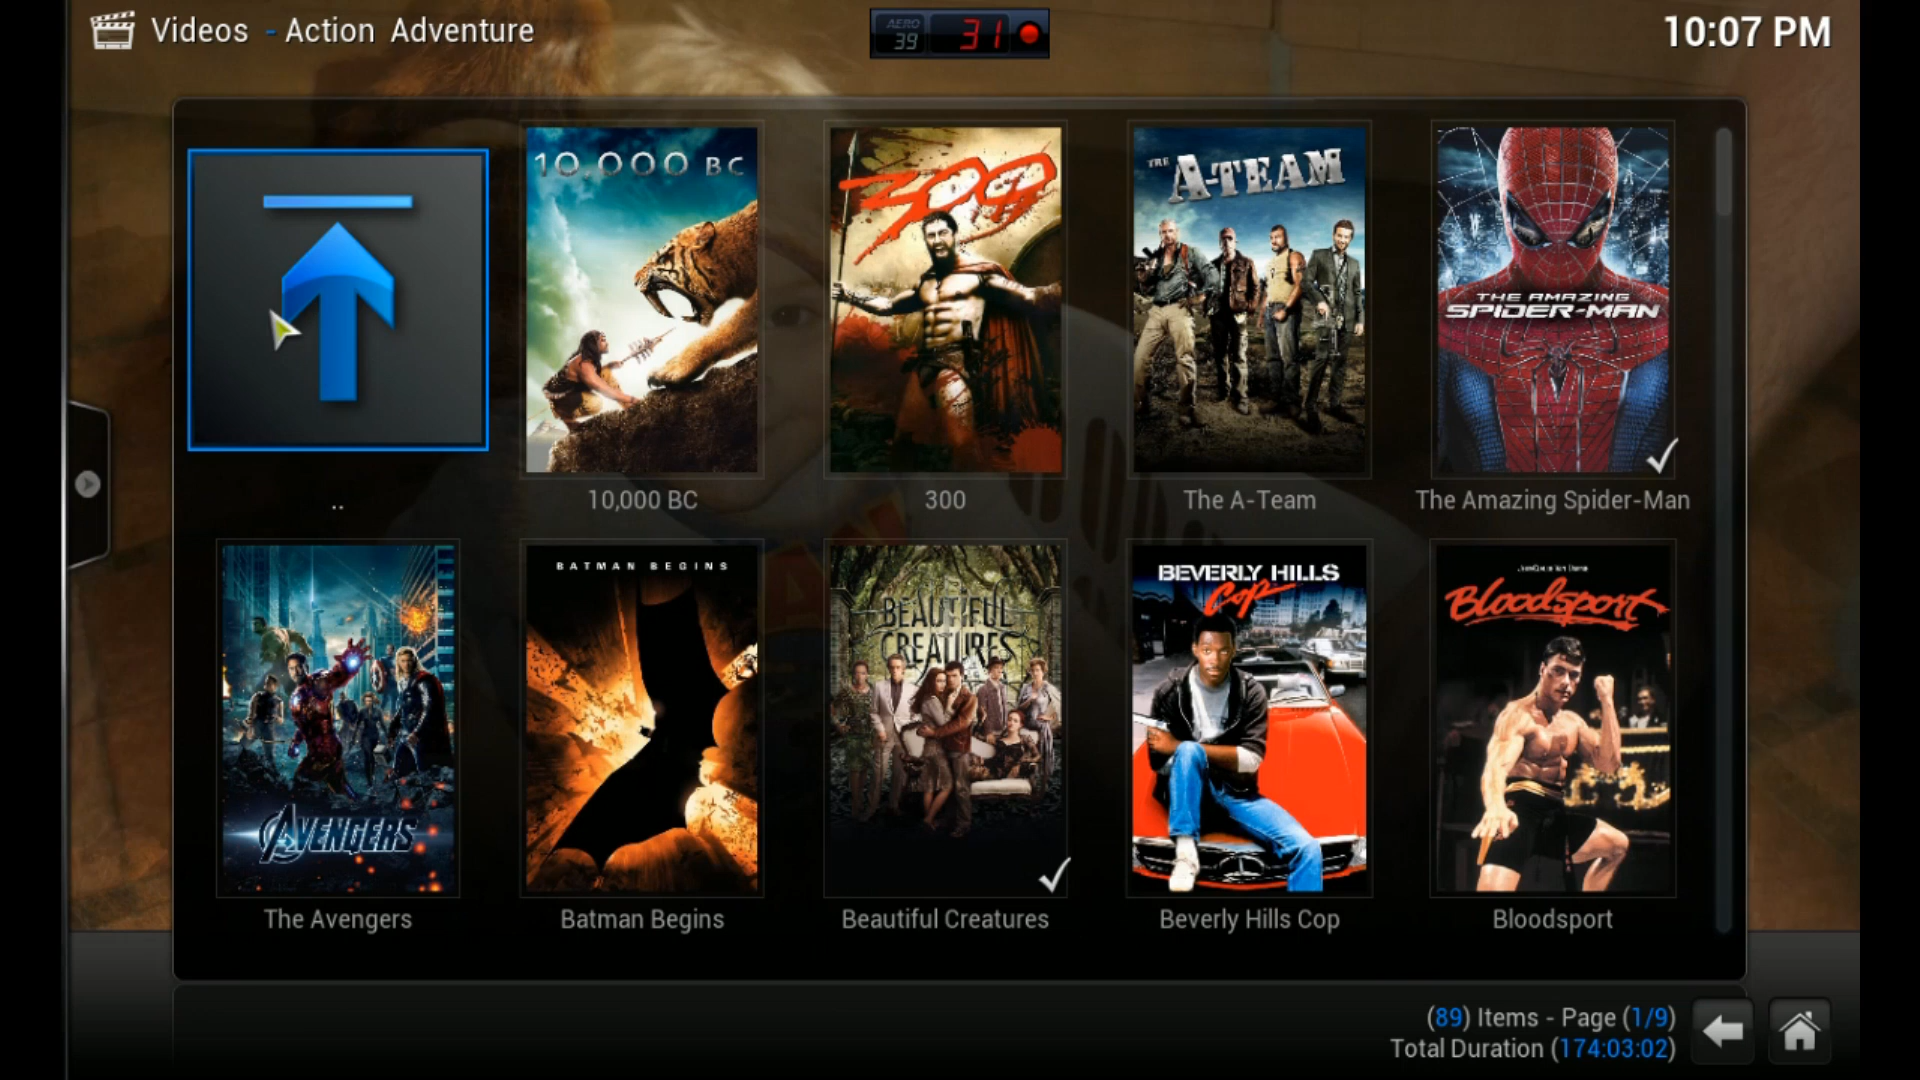 Videos - Action Adventure
AERO
39
31
10:07 PM
10,000 BC
300
THE A-TEAM
THE AMAZING
SPIDER-MAN
..
10,000 BC
300
The A-Team
The Amazing Spider-Man
AVENGERS
BATMAN BEGINS
BEAUTIFUL
CREATURES
BEVERLY HILLS
Cop
Bloodsport
The Avengers
Batman Begins
Beautiful Creatures
Beverly Hills Cop
Bloodsport
(89) Items - Page (1/9)
Total Duration (174:03:02)